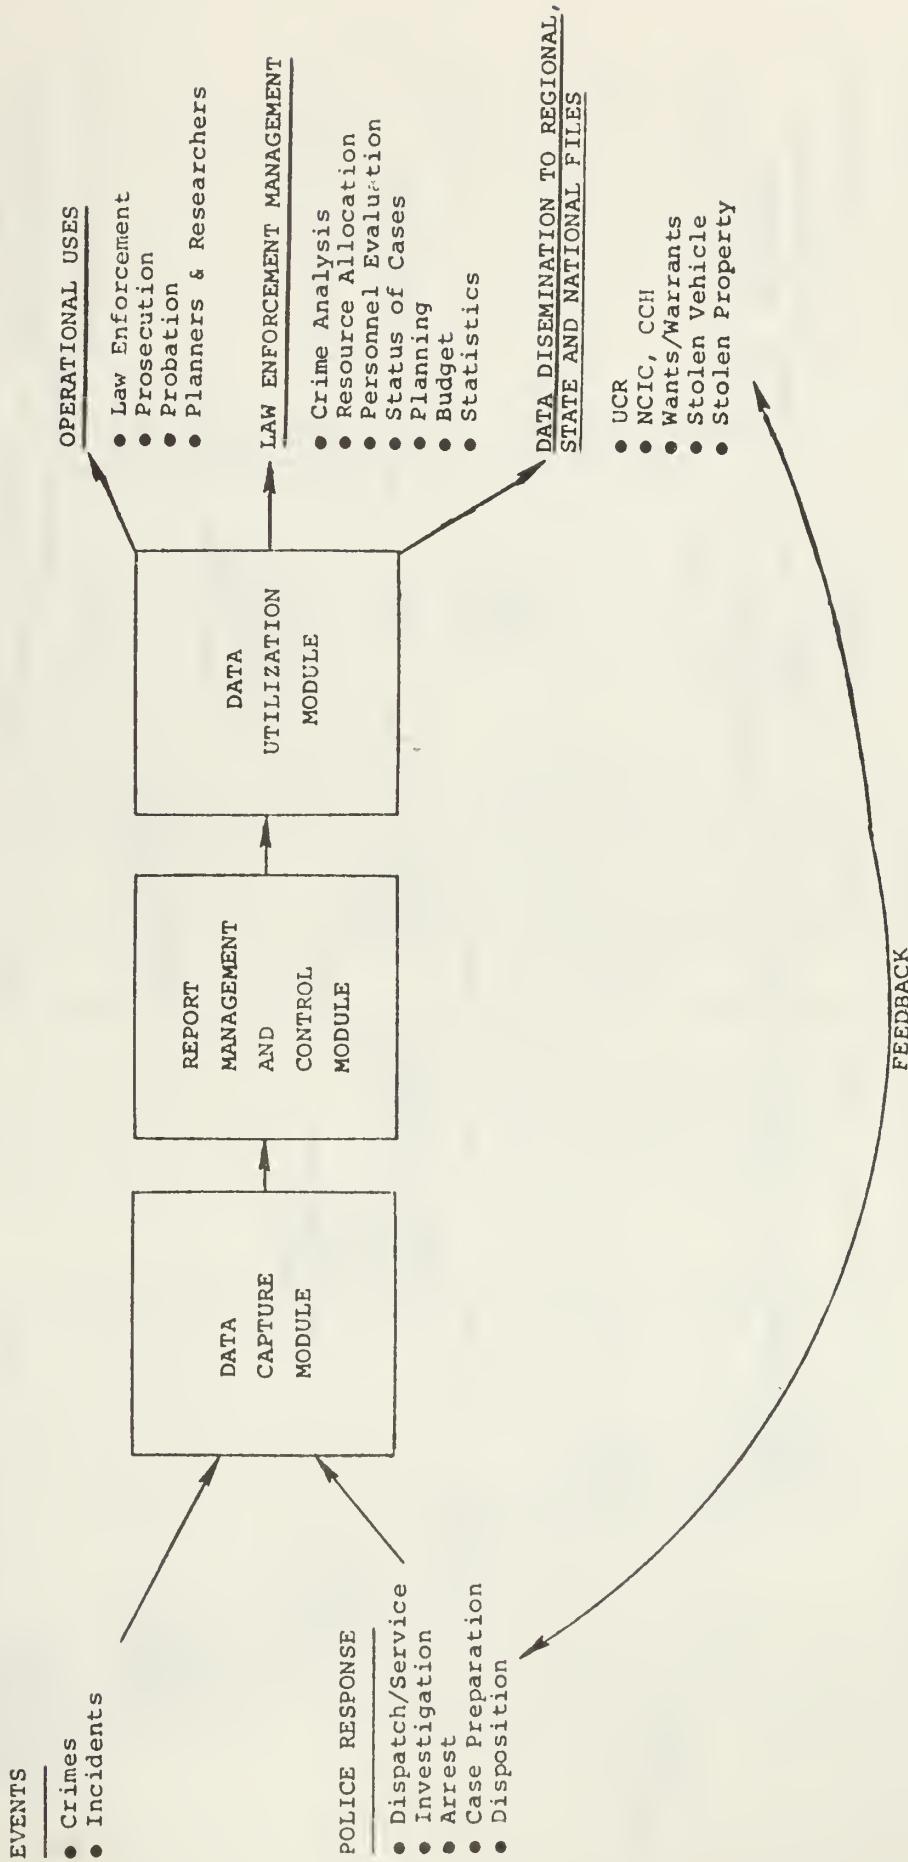 EVENTS
● Crimes
● Incidents
POLICE RESPONSE
● Dispatch/Service
● Investigation
● Arrest
● Case Preparation
● Disposition
DATA
CAPTURE
MODULE
REPORT
MANAGEMENT
AND
CONTROL
MODULE
DATA
UTILIZATION
MODULE
OPERATIONAL USES
● Law Enforcement
● Prosecution
● Probation
● Planners & Researchers
LAW ENFORCEMENT MANAGEMENT
● Crime Analysis
● Resource Allocation
● Personnel Evaluation
● Status of Cases
● Planning
● Budget
● Statistics
DATA DISEMINATION TO REGIONAL,
STATE AND NATIONAL FILES
● UCR
● NCIC, CCH
● Wants/Warrants
● Stolen Vehicle
● Stolen Property
FEEDBACK